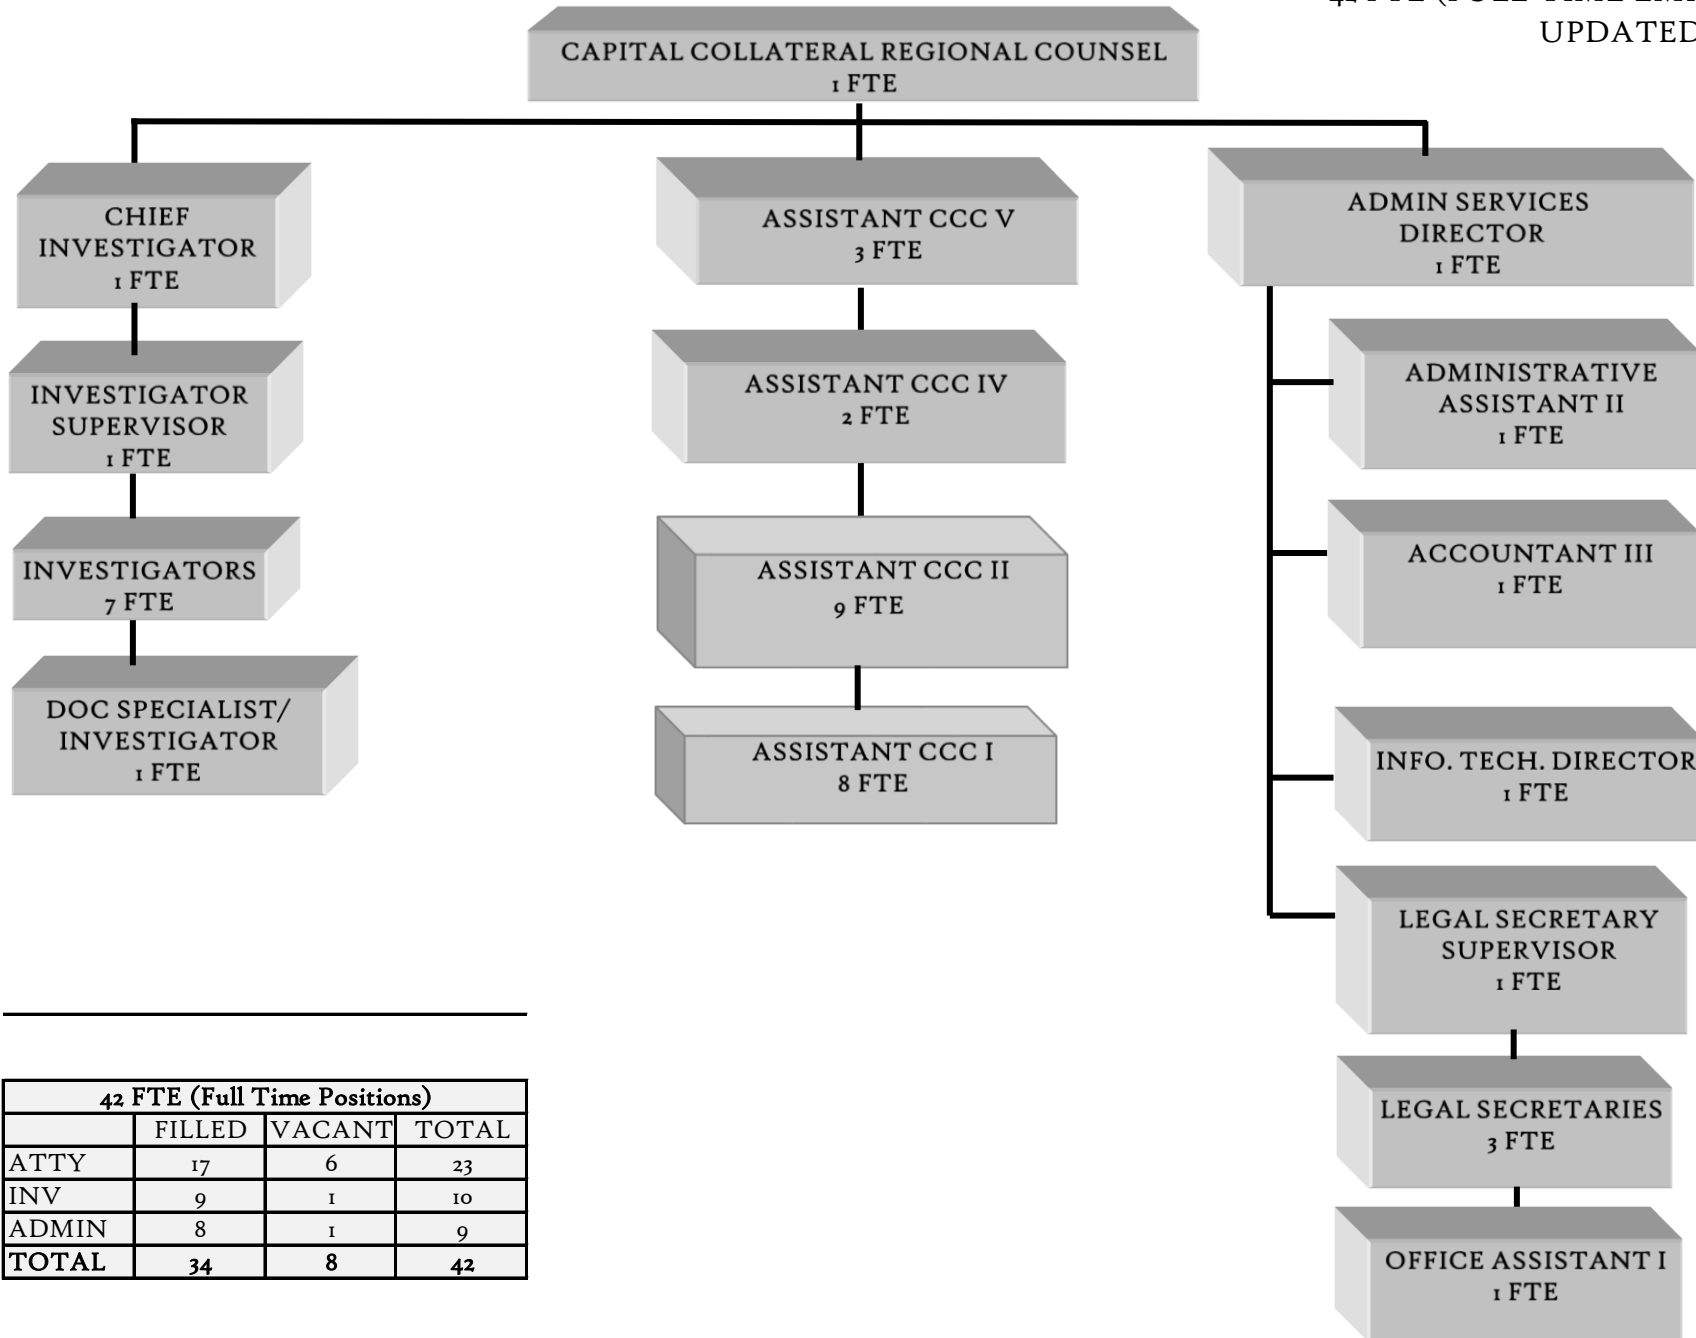 UPDATED
CAPITAL COLLATERAL REGIONAL COUNSEL
1 FTE
CHIEF
INVESTIGATOR
1 FTE
INVESTIGATOR
SUPERVISOR
1 FTE
INVESTIGATORS
7 FTE
DOC SPECIALIST/
INVESTIGATOR
1 FTE
ASSISTANT CCC V
3 FTE
ASSISTANT CCC IV
2 FTE
ASSISTANT CCC II
9 FTE
ASSISTANT CCC I
8 FTE
ADMIN SERVICES
DIRECTOR
1 FTE
ADMINISTRATIVE
ASSISTANT II
1 FTE
ACCOUNTANT III
1 FTE
INFO. TECH. DIRECTOR
1 FTE
LEGAL SECRETARY
SUPERVISOR
1 FTE
LEGAL SECRETARIES
3 FTE
OFFICE ASSISTANT I
1 FTE
42 FTE (Full Time Positions)
FILLED VACANT TOTAL
ATTY 17 6 23
INV 9 1 10
ADMIN 8 1 9
TOTAL 34 8 42